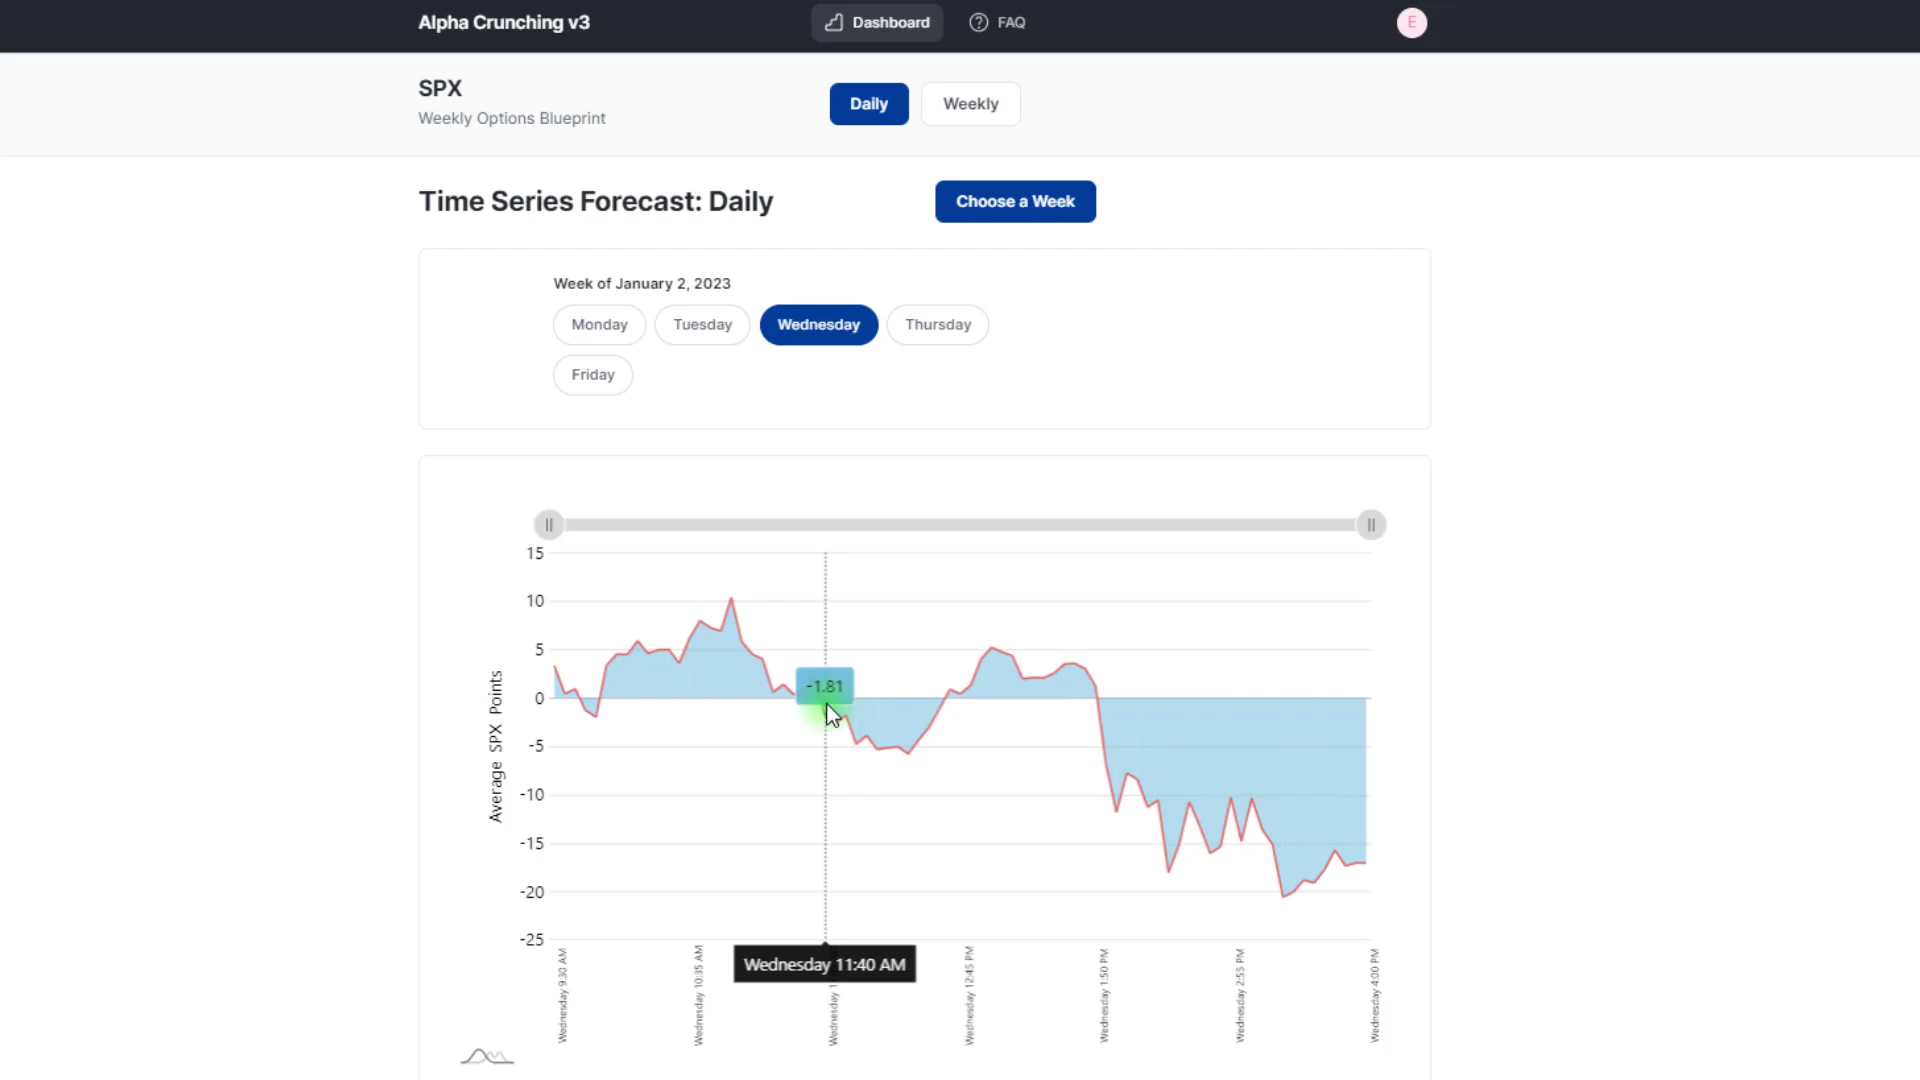 Alpha Crunching v3
Dashboard
FAQ
E
SPX
Weekly Options Blueprint
Daily
Weekly
Time Series Forecast: Daily
Choose a Week
Week of January 2, 2023
Monday
Tuesday
Wednesday
Thursday
Friday
15
10
5
0
-5
-10
-15
-20
-25
Average SPX Points
-1.81
Wednesday 11:40 AM
Wednesday 9:30 AM
Wednesday 10:35 AM
Wednesday 1
Wednesday 12:45 PM
Wednesday 1:50 PM
Wednesday 2:55 PM
Wednesday 4:00 PM